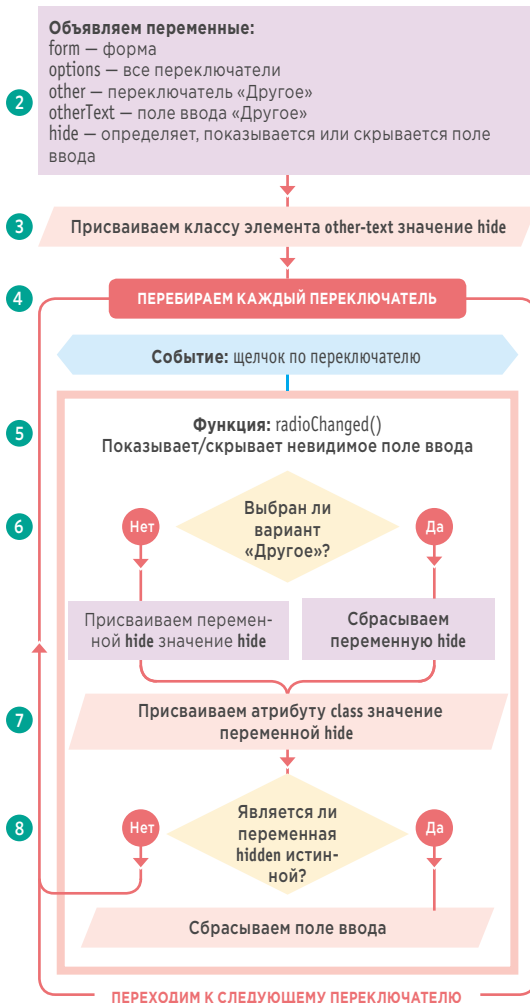 Объявляем переменные:
form — форма
options — все переключатели
other — переключатель «Другое»
otherText — поле ввода «Другое»
hide — определяет, показывается или скрывается поле
ввода
2
3
Присваиваем классу элемента other-text значение hide
4
ПЕРЕБИРАЕМ КАЖДЫЙ ПЕРЕКЛЮЧАТЕЛЬ
Событие: щелчок по переключателю
5
Функция: radioChanged()
Показывает/скрывает невидимое поле ввода
6
Нет
Выбран ли
вариант
«Другое»?
Да
Присваиваем перемен-
ной hide значение hide
Сбрасываем
переменную hide
7
Присваиваем атрибуту class значение
переменной hide
8
Нет
Является ли
переменная
hidden истин-
ной?
Да
Сбрасываем поле ввода
ПЕРЕХОДИМ К СЛЕДУЮЩЕМУ ПЕРЕКЛЮЧАТЕЛЮ